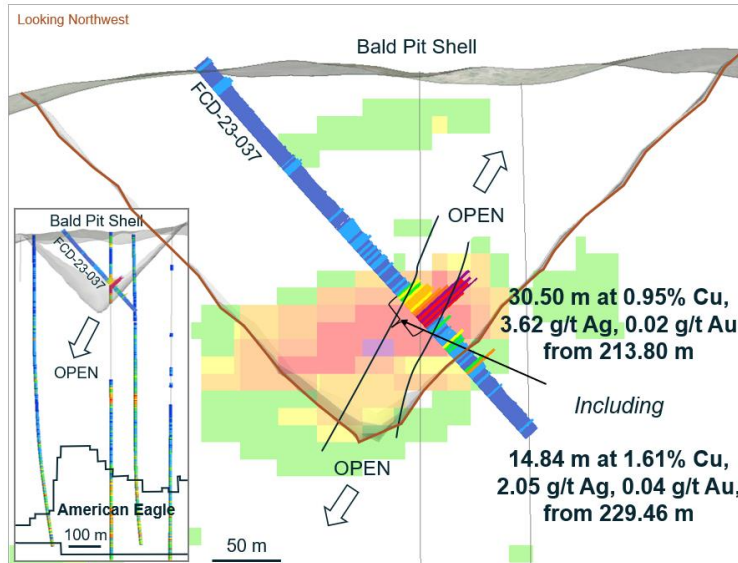 Looking Northwest
Bald Pit Shell
FCD-23-037
OPEN
30.50 m at 0.95% Cu,
3.62 g/t Ag, 0.02 g/t Au
from 213.80 m
Including
14.84 m at 1.61% Cu,
2.05 g/t Ag, 0.04 g/t Au,
from 229.46 m
OPEN
50 m
Bald Pit Shell
FCD-23-037
OPEN
American Eagle
100 m